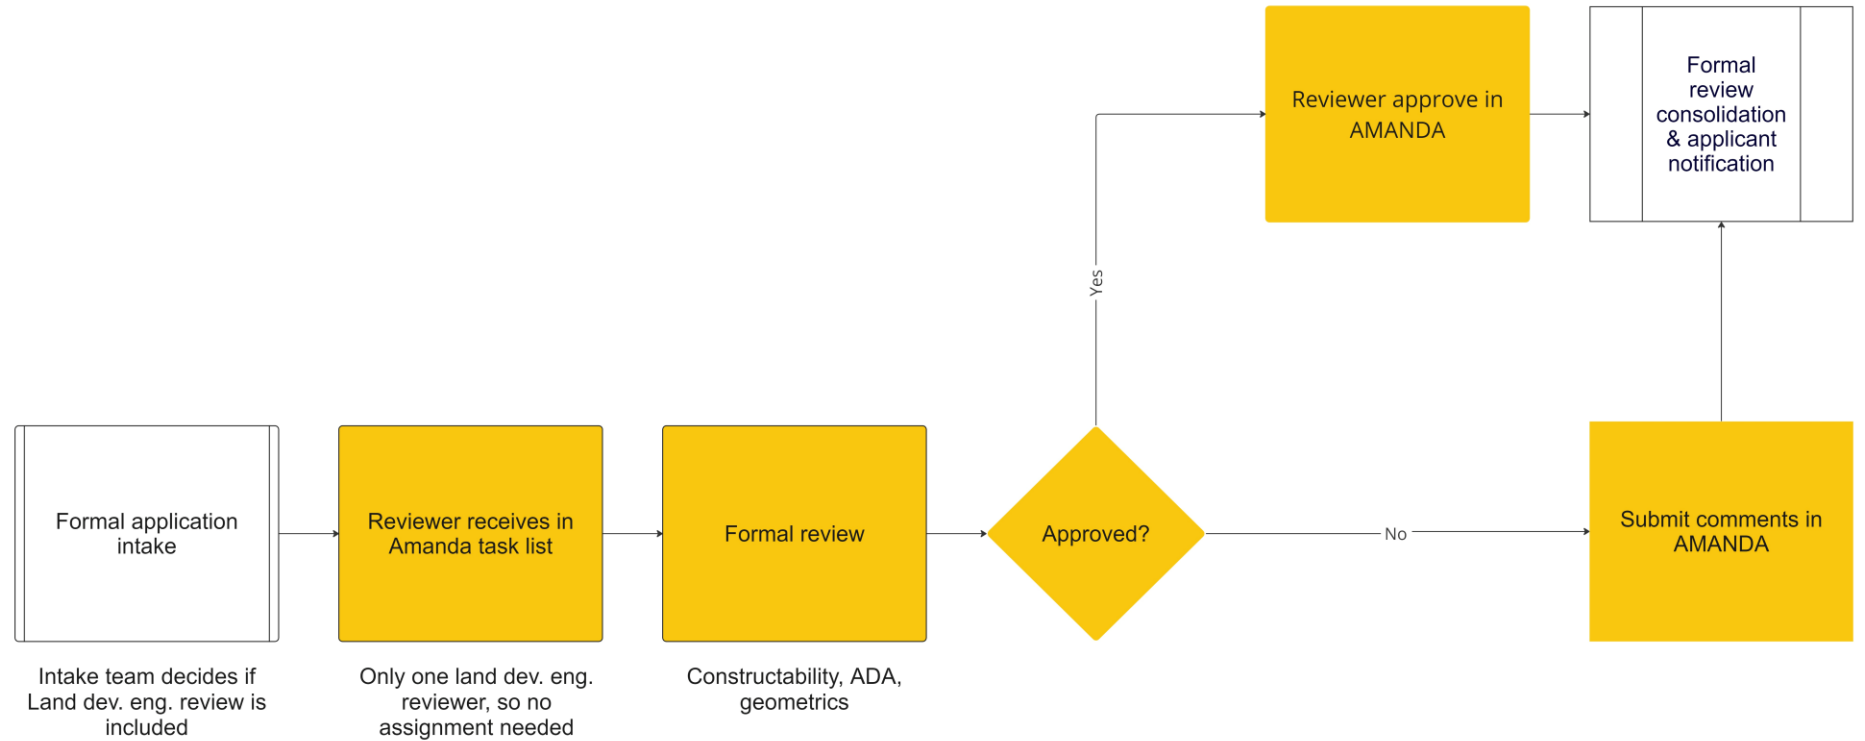 Reviewer approve in
AMANDA
Formal
review
consolidation
& applicant
notification
Yes
Formal application
intake
Reviewer receives in
Amanda task list
Formal review
Approved?
No
Submit comments in
AMANDA
Intake team decides if
Land dev. eng. review is
included
Only one land dev. eng.
reviewer, so no
assignment needed
Constructability, ADA,
geometrics